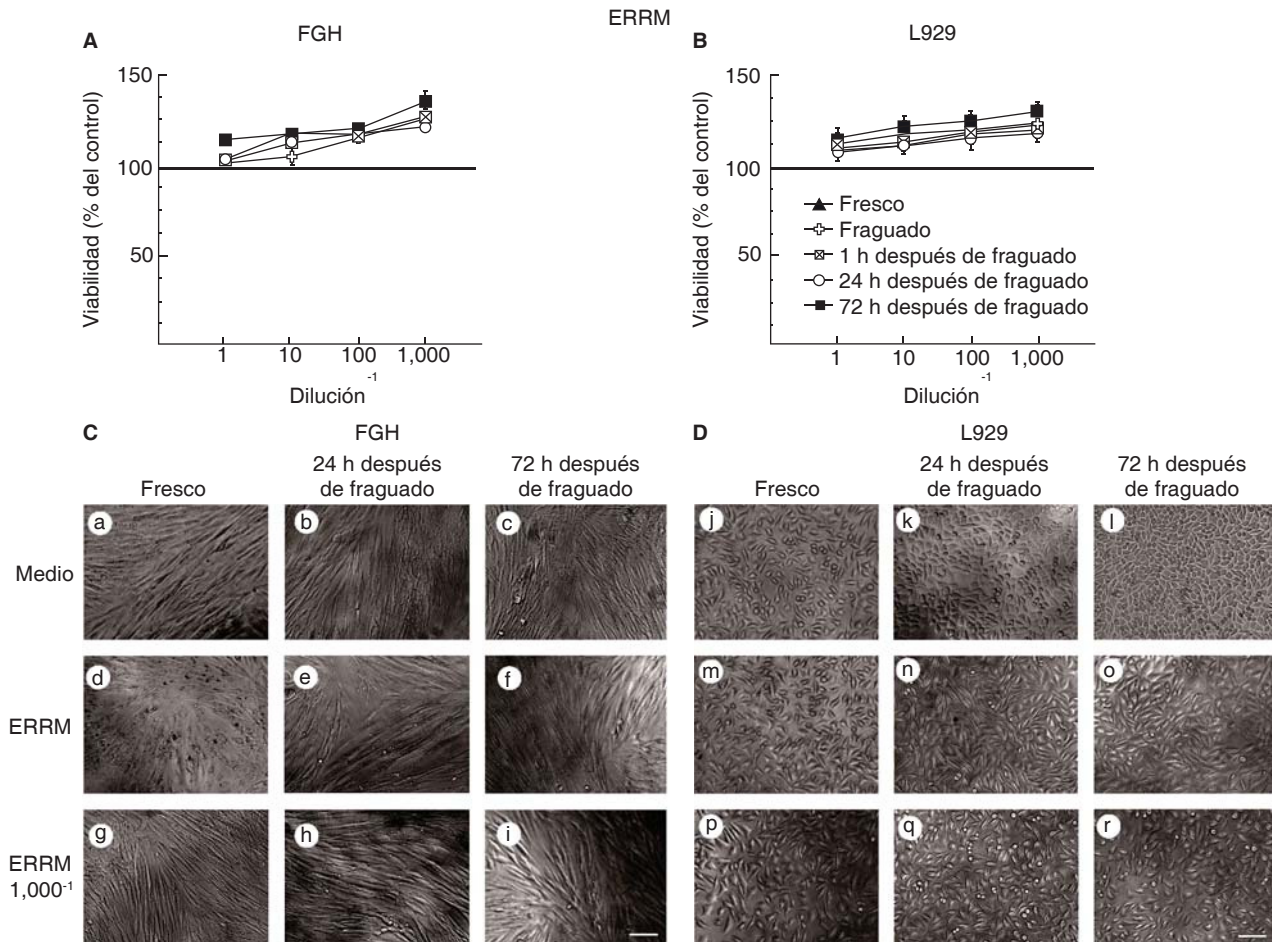 ERRM
A
FGH
150
100
50
Viabilidad (% del control)
1 10 100 1,000
Dilución -1
B
L929
150
100
50
Viabilidad (% del control)
Fresco
Fraguado
1 h después de fraguado
24 h después de fraguado
72 h después de fraguado
1 10 100 1,000
Dilución -1
C
FGH
Fresco
24 h después
de fraguado
72 h después
de fraguado
D
L929
Fresco
24 h después
de fraguado
72 h después
de fraguado
Medio
a b c j k l
ERRM
d e f m n o
ERRM
1,000-1
g h i p q r